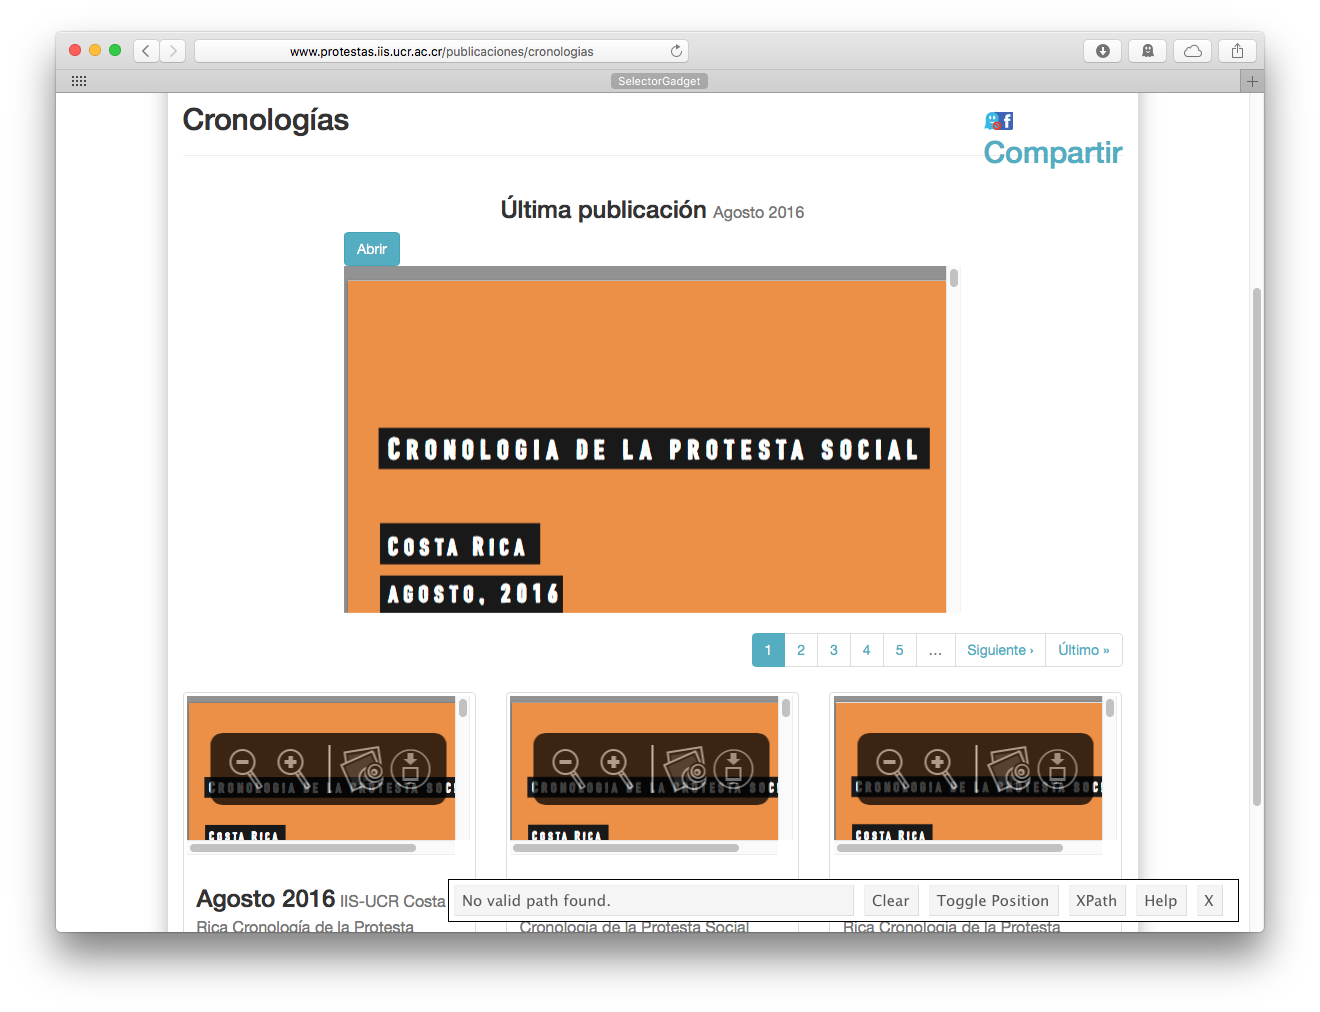 www.protestas.iis.ucr.ac.cr/publicaciones/cronologias
SelectorGadget
Cronologías
Compartir
Última publicación Agosto 2016
Abrir
Cronologia de la protesta social
Costa Rica
agosto, 2016
1 2 3 4 5 … Siguiente › Último »
Cronologia de la protesta soc
Costa Rica
Cronologia de la protesta soc
Costa Rica
Cronologia de la protesta soc
Costa Rica
Agosto 2016 IIS-UCR Costa
Rica Cronología de la Protesta
Cronología de la Protesta Social
Rica Cronología de la Protesta
No valid path found. Clear Toggle Position XPath Help X